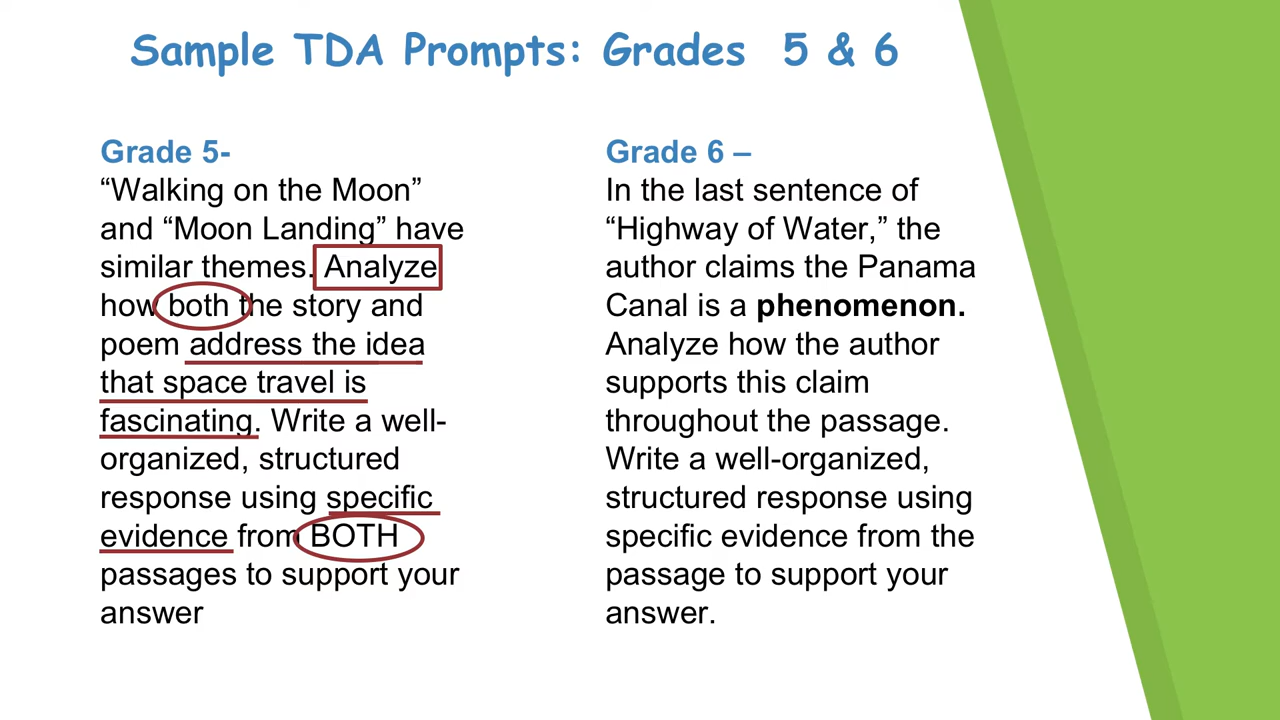 Sample TDA Prompts: Grades 5 & 6
Grade 5-
“Walking on the Moon”
and “Moon Landing” have
similar themes. Analyze
how both the story and
poem address the idea
that space travel is
fascinating. Write a well-
organized, structured
response using specific
evidence from BOTH
passages to support your
answer
Grade 6 –
In the last sentence of
“Highway of Water,” the
author claims the Panama
Canal is a phenomenon.
Analyze how the author
supports this claim
throughout the passage.
Write a well-organized,
structured response using
specific evidence from the
passage to support your
answer.